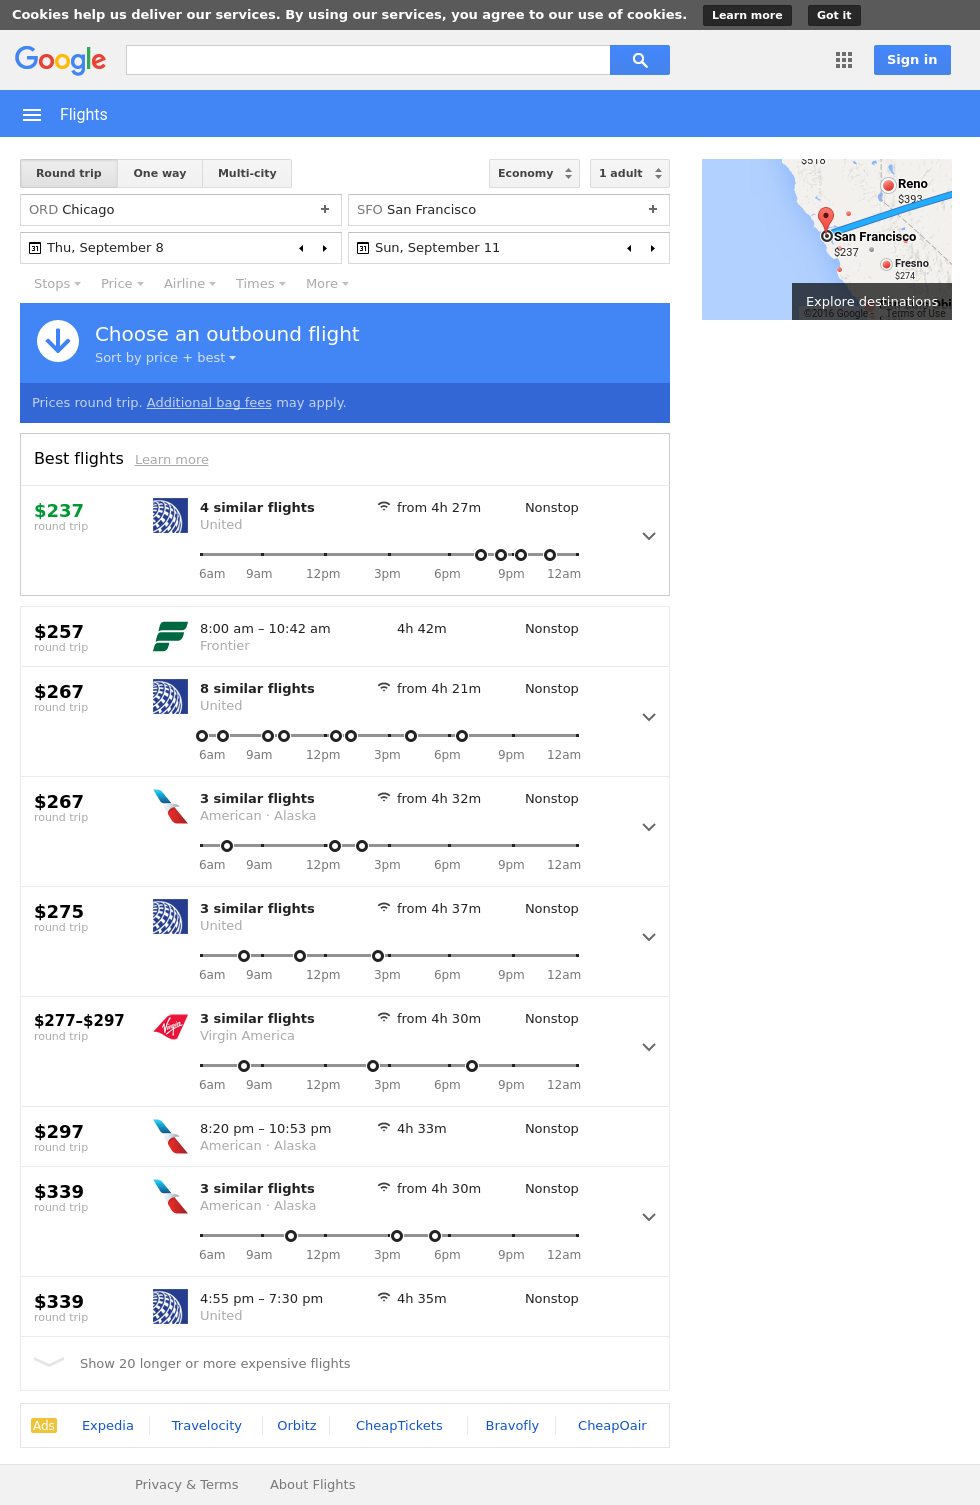 Cookies help us deliver our services. By using our services, you agree to our use of cookies. Learn more Got it
Google Sign in
Flights
Round trip One way Multi-city Economy 1 adult
ORD Chicago + SFO San Francisco +
31 Thu, September 8 31 Sun, September 11
Stops Price Airline Times More
$518
Reno
$393
San Francisco
$237
Fresno
$274
Explore destinations
©2016 Google Terms of Use
Choose an outbound flight
Sort by price + best
Prices round trip. Additional bag fees may apply.
Best flights Learn more
$237 4 similar flights from 4h 27m Nonstop
round trip United
6am 9am 12pm 3pm 6pm 9pm 12am
$257 8:00 am – 10:42 am 4h 42m Nonstop
round trip Frontier
$267 8 similar flights from 4h 21m Nonstop
round trip United
6am 9am 12pm 3pm 6pm 9pm 12am
$267 3 similar flights from 4h 32m Nonstop
round trip American · Alaska
6am 9am 12pm 3pm 6pm 9pm 12am
$275 3 similar flights from 4h 37m Nonstop
round trip United
6am 9am 12pm 3pm 6pm 9pm 12am
$277–$297 Virgin 3 similar flights from 4h 30m Nonstop
round trip Virgin America
6am 9am 12pm 3pm 6pm 9pm 12am
$297 8:20 pm – 10:53 pm 4h 33m Nonstop
round trip American · Alaska
$339 3 similar flights from 4h 30m Nonstop
round trip American · Alaska
6am 9am 12pm 3pm 6pm 9pm 12am
$339 4:55 pm – 7:30 pm 4h 35m Nonstop
round trip United
Show 20 longer or more expensive flights
Ads Expedia Travelocity Orbitz CheapTickets Bravofly CheapOair
Privacy & Terms About Flights